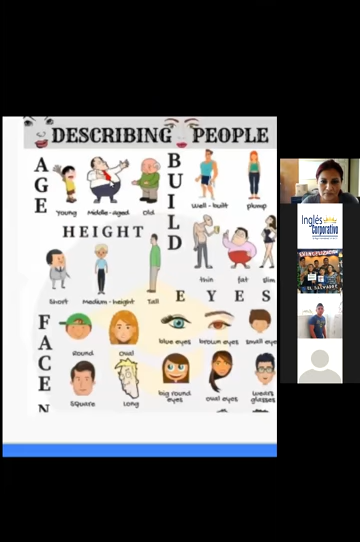 DESCRIBING PEOPLE
AGE
Young
Middle-aged
Old
BUILD
Well - built
plump
thin
fat
slim
HEIGHT
Short
Medium - height
Tall
EYES
blue eyes
brown eyes
small eye
big round
eyes
oval eyes
wears
glasses
FACE
Round
Oval
Square
Long
N
Inglés
Corporativo
EL SALVADOR